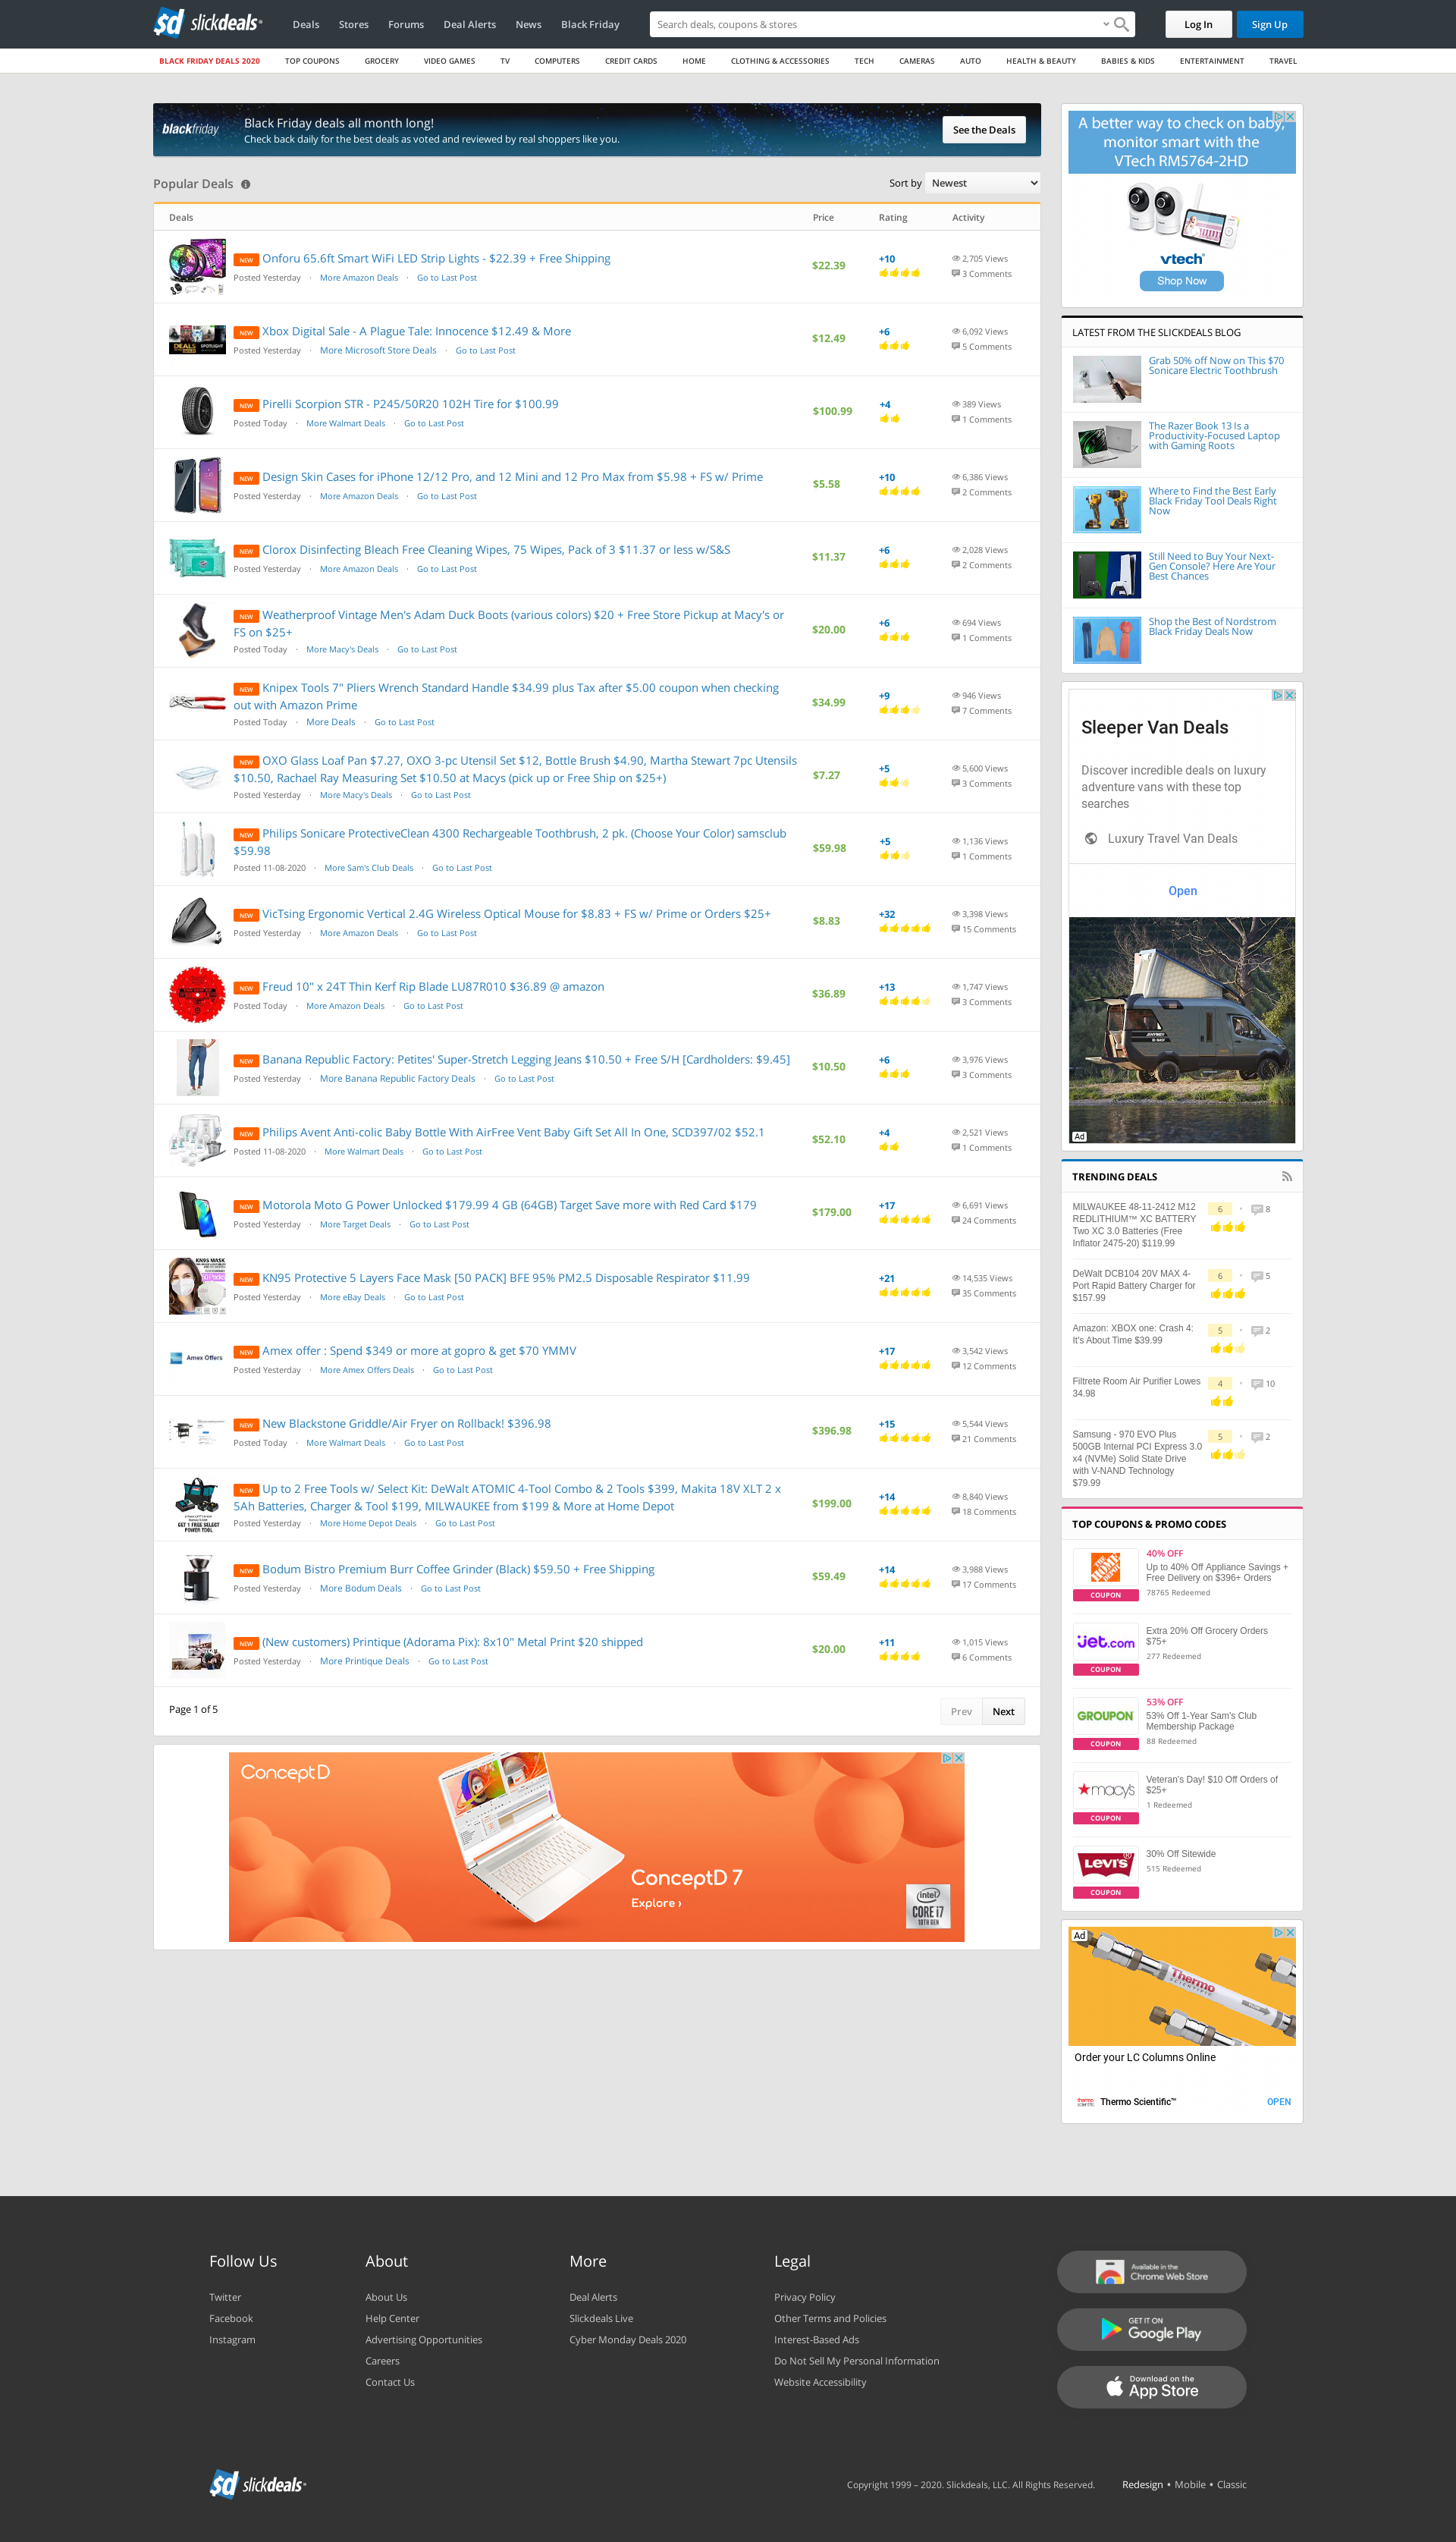 sd slickdeals
Deals Stores Forums Deal Alerts News Black Friday
Search deals, coupons & stores
Log In
Sign Up
BLACK FRIDAY DEALS 2020 TOP COUPONS GROCERY VIDEO GAMES TV COMPUTERS CREDIT CARDS HOME CLOTHING & ACCESSORIES TECH CAMERAS AUTO HEALTH & BEAUTY BABIES & KIDS ENTERTAINMENT TRAVEL
blackfriday
Black Friday deals all month long!
Check back daily for the best deals as voted and reviewed by real shoppers like you.
See the Deals
Popular Deals
Sort by Newest
Deals Price Rating Activity
NEW Onforu 65.6ft Smart WiFi LED Strip Lights - $22.39 + Free Shipping
Posted Yesterday · More Amazon Deals · Go to Last Post
$22.39
+10
2,705 Views
3 Comments
NEW Xbox Digital Sale - A Plague Tale: Innocence $12.49 & More
Posted Yesterday · More Microsoft Store Deals · Go to Last Post
$12.49
+6
6,092 Views
5 Comments
NEW Pirelli Scorpion STR - P245/50R20 102H Tire for $100.99
Posted Today · More Walmart Deals · Go to Last Post
$100.99
+4
389 Views
1 Comments
NEW Design Skin Cases for iPhone 12/12 Pro, and 12 Mini and 12 Pro Max from $5.98 + FS w/ Prime
Posted Yesterday · More Amazon Deals · Go to Last Post
$5.58
+10
6,386 Views
2 Comments
NEW Clorox Disinfecting Bleach Free Cleaning Wipes, 75 Wipes, Pack of 3 $11.37 or less w/S&S
Posted Yesterday · More Amazon Deals · Go to Last Post
$11.37
+6
2,028 Views
2 Comments
NEW Weatherproof Vintage Men's Adam Duck Boots (various colors) $20 + Free Store Pickup at Macy's or
FS on $25+
Posted Today · More Macy's Deals · Go to Last Post
$20.00
+6
694 Views
1 Comments
NEW Knipex Tools 7" Pliers Wrench Standard Handle $34.99 plus Tax after $5.00 coupon when checking
out with Amazon Prime
Posted Today · More Deals · Go to Last Post
$34.99
+9
946 Views
7 Comments
NEW OXO Glass Loaf Pan $7.27, OXO 3-pc Utensil Set $12, Bottle Brush $4.90, Martha Stewart 7pc Utensils
$10.50, Rachael Ray Measuring Set $10.50 at Macys (pick up or Free Ship on $25+)
Posted Yesterday · More Macy's Deals · Go to Last Post
$7.27
+5
5,600 Views
3 Comments
NEW Philips Sonicare ProtectiveClean 4300 Rechargeable Toothbrush, 2 pk. (Choose Your Color) samsclub
$59.98
Posted 11-08-2020 · More Sam's Club Deals · Go to Last Post
$59.98
+5
1,136 Views
1 Comments
NEW VicTsing Ergonomic Vertical 2.4G Wireless Optical Mouse for $8.83 + FS w/ Prime or Orders $25+
Posted Yesterday · More Amazon Deals · Go to Last Post
$8.83
+32
3,398 Views
15 Comments
NEW Freud 10" x 24T Thin Kerf Rip Blade LU87R010 $36.89 @ amazon
Posted Today · More Amazon Deals · Go to Last Post
$36.89
+13
1,747 Views
3 Comments
NEW Banana Republic Factory: Petites' Super-Stretch Legging Jeans $10.50 + Free S/H [Cardholders: $9.45]
Posted Yesterday · More Banana Republic Factory Deals · Go to Last Post
$10.50
+6
3,976 Views
3 Comments
NEW Philips Avent Anti-colic Baby Bottle With AirFree Vent Baby Gift Set All In One, SCD397/02 $52.1
Posted 11-08-2020 · More Walmart Deals · Go to Last Post
$52.10
+4
2,521 Views
1 Comments
NEW Motorola Moto G Power Unlocked $179.99 4 GB (64GB) Target Save more with Red Card $179
Posted Yesterday · More Target Deals · Go to Last Post
$179.00
+17
6,691 Views
24 Comments
KN95 MASK
NEW KN95 Protective 5 Layers Face Mask [50 PACK] BFE 95% PM2.5 Disposable Respirator $11.99
Posted Yesterday · More eBay Deals · Go to Last Post
$11.99
+21
14,535 Views
35 Comments
Amex Offers
NEW Amex offer : Spend $349 or more at gopro & get $70 YMMV
Posted Yesterday · More Amex Offers Deals · Go to Last Post
+17
3,542 Views
12 Comments
NEW New Blackstone Griddle/Air Fryer on Rollback! $396.98
Posted Today · More Walmart Deals · Go to Last Post
$396.98
+15
5,544 Views
21 Comments
GET 1 FREE SELECT
POWER TOOL
NEW Up to 2 Free Tools w/ Select Kit: DeWalt ATOMIC 4-Tool Combo & 2 Tools $399, Makita 18V XLT 2 x
5Ah Batteries, Charger & Tool $199, MILWAUKEE from $199 & More at Home Depot
Posted Yesterday · More Home Depot Deals · Go to Last Post
$199.00
+14
8,840 Views
18 Comments
NEW Bodum Bistro Premium Burr Coffee Grinder (Black) $59.50 + Free Shipping
Posted Yesterday · More Bodum Deals · Go to Last Post
$59.49
+14
3,988 Views
17 Comments
NEW (New customers) Printique (Adorama Pix): 8x10" Metal Print $20 shipped
Posted Yesterday · More Printique Deals · Go to Last Post
$20.00
+11
1,015 Views
6 Comments
Page 1 of 5
Prev Next
ConceptD
ConceptD 7
Explore ›
intel
CORE i7
10TH GEN
A better way to check on baby,
monitor smart with the
VTech RM5764-2HD
vtech
Shop Now
LATEST FROM THE SLICKDEALS BLOG
Grab 50% off Now on This $70
Sonicare Electric Toothbrush
The Razer Book 13 Is a
Productivity-Focused Laptop
with Gaming Roots
Where to Find the Best Early
Black Friday Tool Deals Right
Now
Still Need to Buy Your Next-
Gen Console? Here Are Your
Best Chances
Shop the Best of Nordstrom
Black Friday Deals Now
Sleeper Van Deals
Discover incredible deals on luxury
adventure vans with these top
searches
Luxury Travel Van Deals
Open
Ad
TRENDING DEALS
MILWAUKEE 48-11-2412 M12
REDLITHIUM™ XC BATTERY
Two XC 3.0 Batteries (Free
Inflator 2475-20) $119.99
6 · 8
DeWalt DCB104 20V MAX 4-
Port Rapid Battery Charger for
$157.99
6 · 5
Amazon: XBOX one: Crash 4:
It's About Time $39.99
5 · 2
Filtrete Room Air Purifier Lowes
34.98
4 · 10
Samsung - 970 EVO Plus
500GB Internal PCI Express 3.0
x4 (NVMe) Solid State Drive
with V-NAND Technology
$79.99
5 · 2
TOP COUPONS & PROMO CODES
THE HOME DEPOT
COUPON
40% OFF
Up to 40% Off Appliance Savings +
Free Delivery on $396+ Orders
78765 Redeemed
jet.com
COUPON
Extra 20% Off Grocery Orders
$75+
277 Redeemed
GROUPON
COUPON
53% OFF
53% Off 1-Year Sam's Club
Membership Package
88 Redeemed
macy's
COUPON
Veteran's Day! $10 Off Orders of
$25+
1 Redeemed
LEVI'S
COUPON
30% Off Sitewide
515 Redeemed
Ad
Thermo
SCIENTIFIC
Order your LC Columns Online
thermo
scientific
Thermo Scientific™
OPEN
Follow Us
Twitter
Facebook
Instagram
About
About Us
Help Center
Advertising Opportunities
Careers
Contact Us
More
Deal Alerts
Slickdeals Live
Cyber Monday Deals 2020
Legal
Privacy Policy
Other Terms and Policies
Interest-Based Ads
Do Not Sell My Personal Information
Website Accessibility
Available in the
Chrome Web Store
GET IT ON
Google Play
Download on the
App Store
sd slickdeals
Copyright 1999 – 2020. Slickdeals, LLC. All Rights Reserved.
Redesign • Mobile • Classic